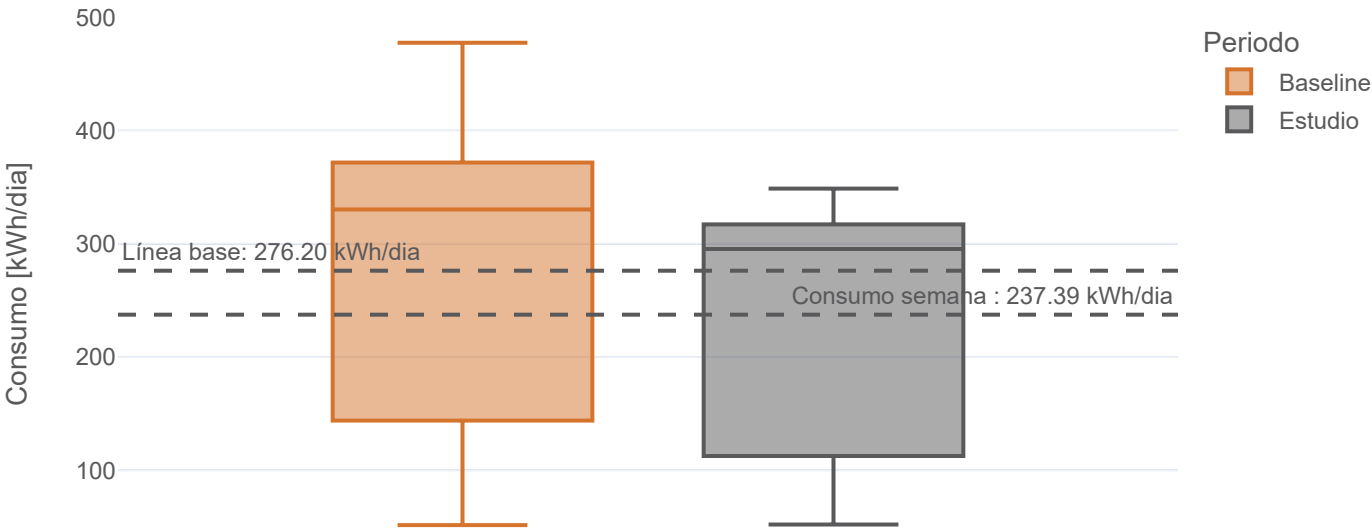 500
400
300
200
100
Consumo [kWh/dia]
Línea base: 276.20 kWh/dia
Consumo semana : 237.39 kWh/dia
Periodo
Baseline
Estudio